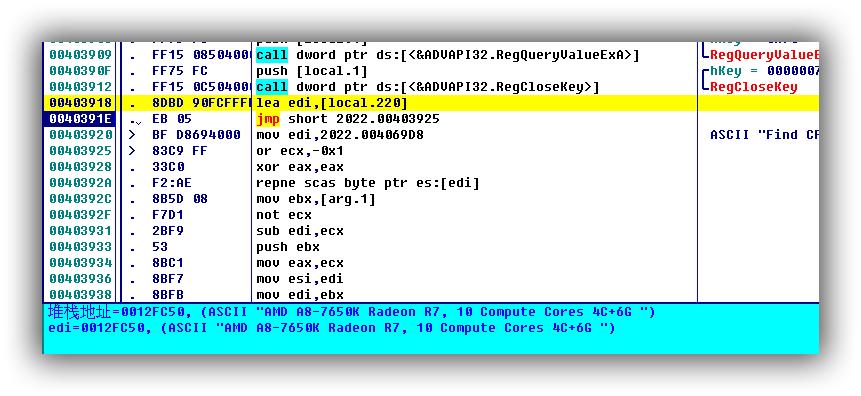 00403909 . FF15 08504000 call dword ptr ds:[<&ADVAPI32.RegQueryValueExA>] RegQueryValueE
0040390F . FF75 FC push [local.1] hKey = 0000007
00403912 . FF15 0C504000 call dword ptr ds:[<&ADVAPI32.RegCloseKey>] RegCloseKey
00403918 . 8DBD 90FCFFFF lea edi,[local.220]
0040391E . EB 05 jmp short 2022.00403925
00403920 > BF D8694000 mov edi,2022.004069D8 ASCII "Find CP
00403925 > 83C9 FF or ecx,-0x1
00403928 . 33C0 xor eax,eax
0040392A . F2:AE repne scas byte ptr es:[edi]
0040392C . 8B5D 08 mov ebx,[arg.1]
0040392F . F7D1 not ecx
00403931 . 2BF9 sub edi,ecx
00403933 . 53 push ebx
00403934 . 8BC1 mov eax,ecx
00403936 . 8BF7 mov esi,edi
00403938 . 8BFB mov edi,ebx
堆栈地址=0012FC50, (ASCII "AMD A8-7650K Radeon R7, 10 Compute Cores 4C+6G ")
edi=0012FC50, (ASCII "AMD A8-7650K Radeon R7, 10 Compute Cores 4C+6G ")